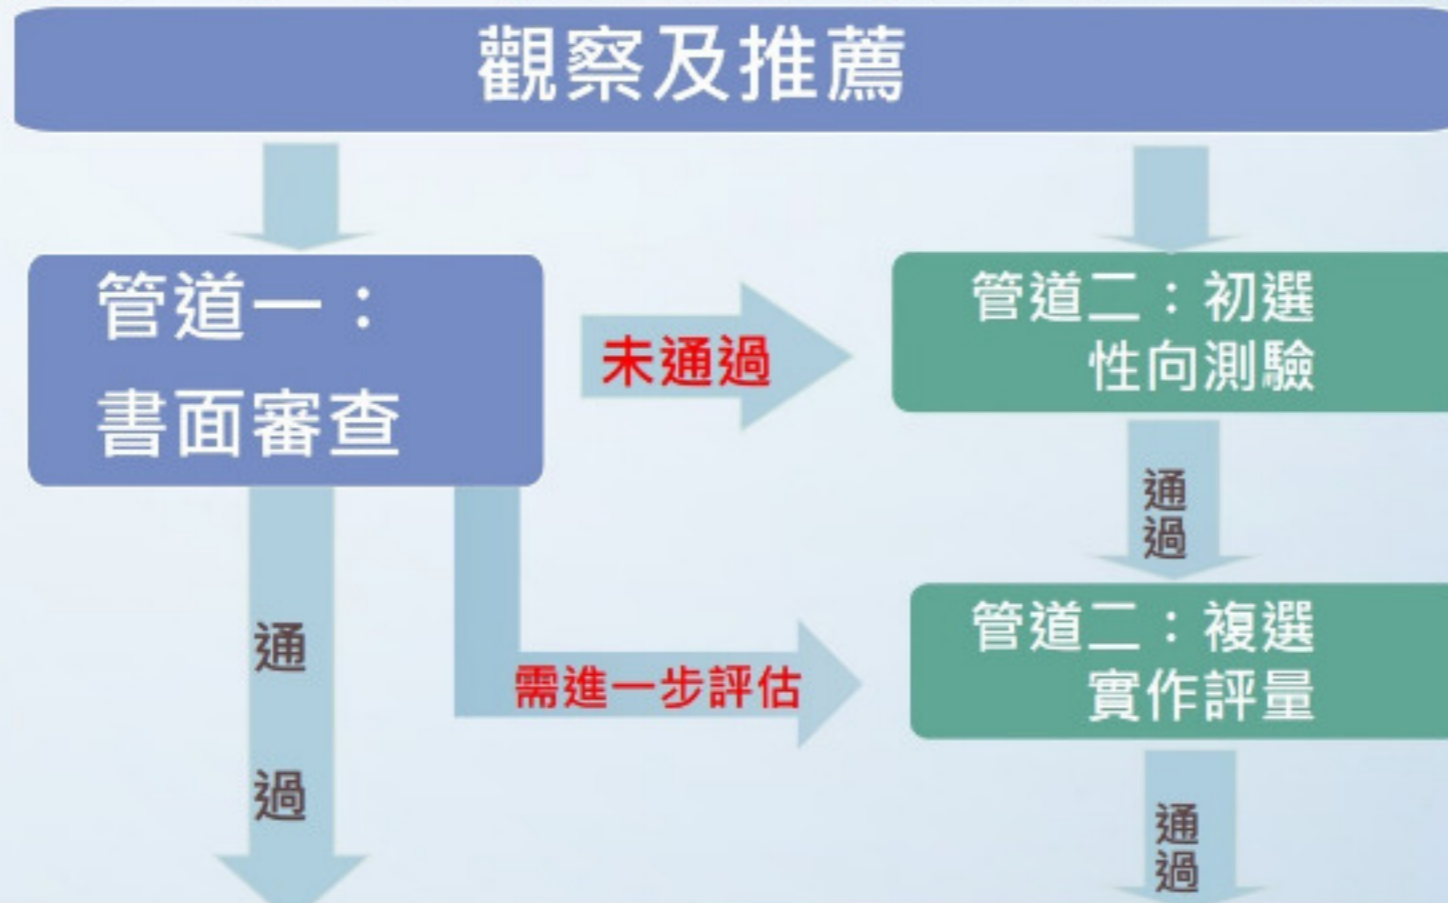 觀察及推薦
管道一：
書面審查
未通過
管道二：初選
性向測驗
通過
需進一步評估
管道二：複選
實作評量
通過
通過